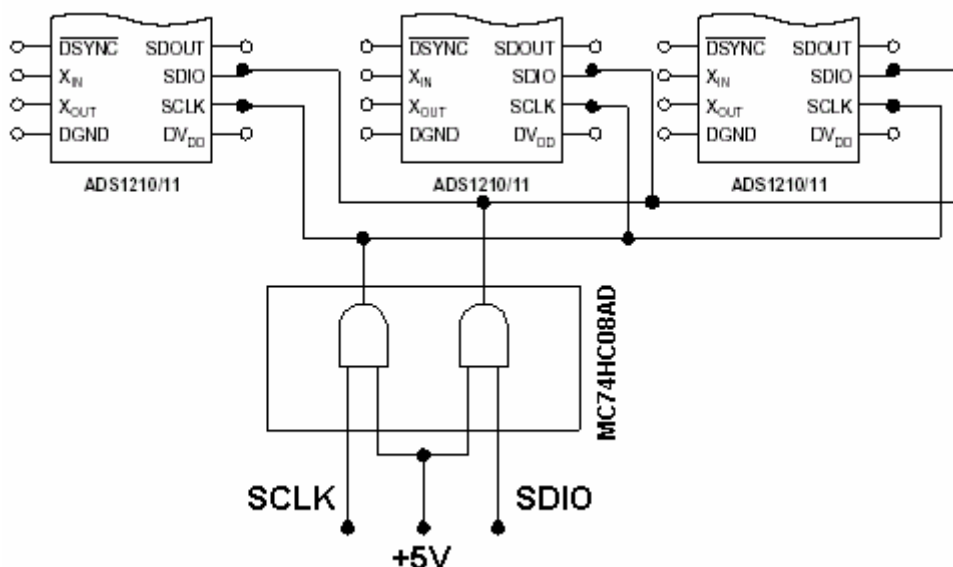 DSYNC SDOUT
XIN SDIO
XOUT SCLK
DGND DVDD
ADS1210/11
DSYNC SDOUT
XIN SDIO
XOUT SCLK
DGND DVDD
ADS1210/11
DSYNC SDOUT
XIN SDIO
XOUT SCLK
DGND DVDD
ADS1210/11
MC74HC08AD
SCLK
SDIO
+5V